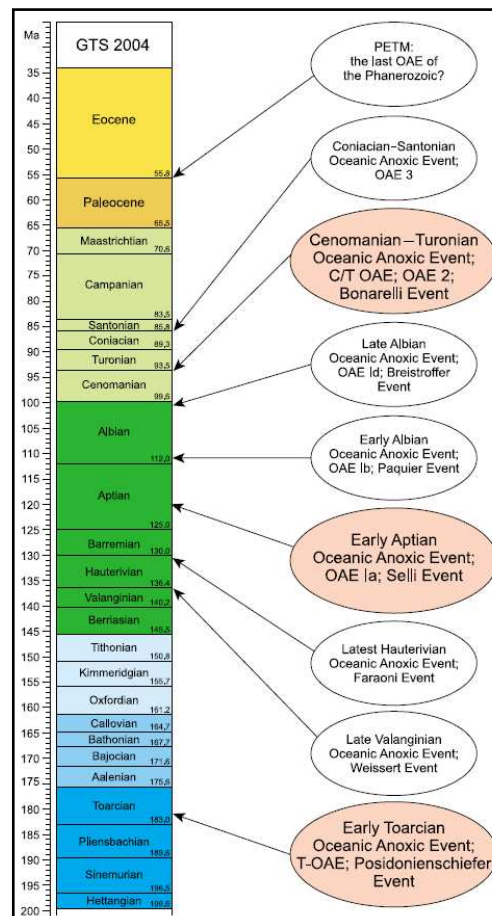 Ma
GTS 2004
35
40
45
50
55
60
65
70
75
80
85
90
95
100
105
110
115
120
125
130
135
140
145
150
155
160
165
170
175
180
185
190
195
200
Eocene
55,8
Paleocene
65,5
Maastrichtian
70,6
Campanian
83,5
Santonian
85,8
Coniacian
89,3
Turonian
93,5
Cenomanian
99,6
Albian
112,0
Aptian
125,0
Barremian
130,0
Hauterivian
136,4
Valanginian
140,2
Berriasian
145,5
Tithonian
150,8
Kimmeridgian
155,7
Oxfordian
161,2
Callovian
164,7
Bathonian
167,7
Bajocian
171,6
Aalenian
175,6
Toarcian
183,0
Pliensbachian
189,6
Sinemurian
196,5
Hettangian
199,6
PETM:
the last OAE of
the Phanerozoic?
Coniacian–Santonian
Oceanic Anoxic Event;
OAE 3
Cenomanian–Turonian
Oceanic Anoxic Event;
C/T OAE; OAE 2;
Bonarelli Event
Late Albian
Oceanic Anoxic Event;
OAE Id; Breistroffer
Event
Early Albian
Oceanic Anoxic Event;
OAE Ib; Paquier Event
Early Aptian
Oceanic Anoxic Event;
OAE Ia; Selli Event
Latest Hauterivian
Oceanic Anoxic Event;
Faraoni Event
Late Valanginian
Oceanic Anoxic Event;
Weissert Event
Early Toarcian
Oceanic Anoxic Event;
T-OAE; Posidonienschiefer
Event